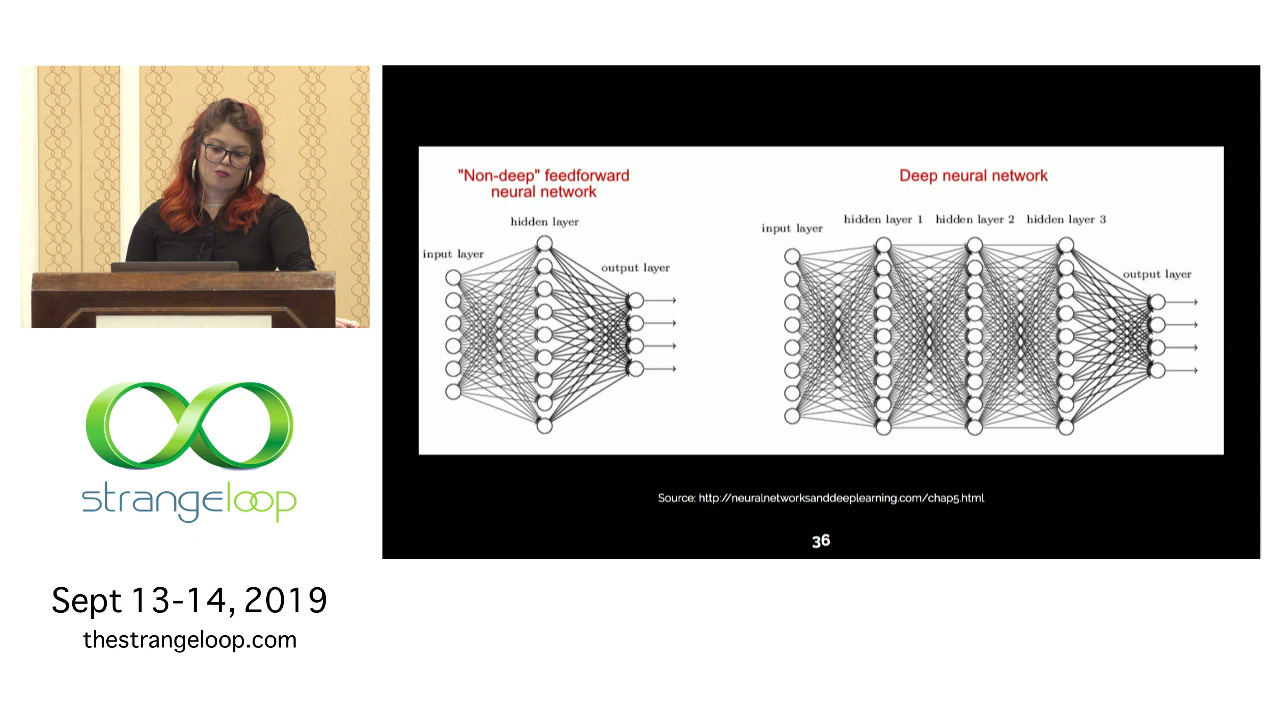 "Non-deep" feedforward
neural network
hidden layer
input layer
output layer
Deep neural network
hidden layer 1 hidden layer 2 hidden layer 3
input layer
output layer
Source: http://neuralnetworksanddeeplearning.com/chap5.html
36
strangeloop
Sept 13-14, 2019
thestrangeloop.com